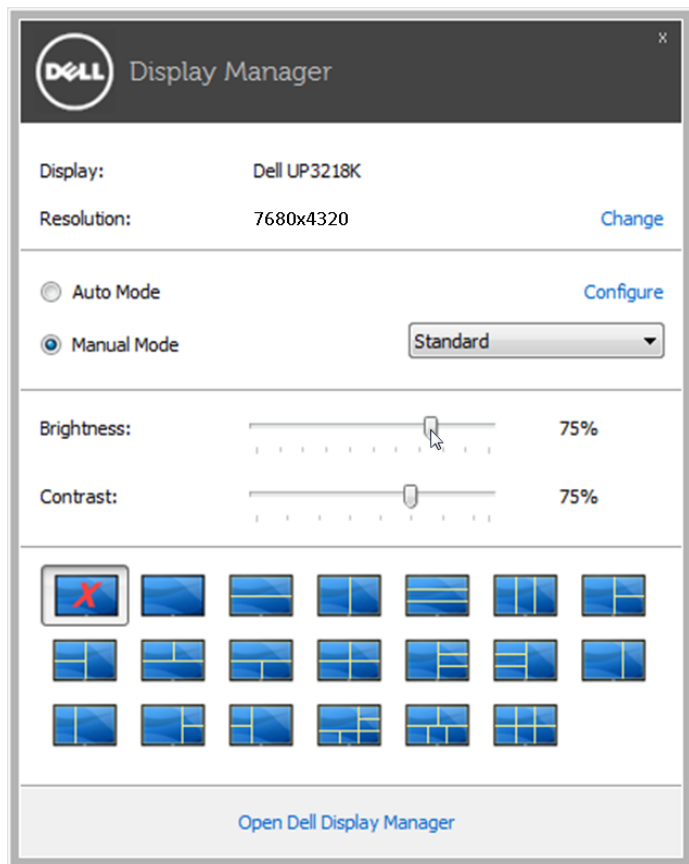 x
DELL Display Manager
Display: Dell UP3218K
Resolution: 7680x4320 Change
Auto Mode Configure
Manual Mode Standard
Brightness: 75%
Contrast: 75%
X
Open Dell Display Manager